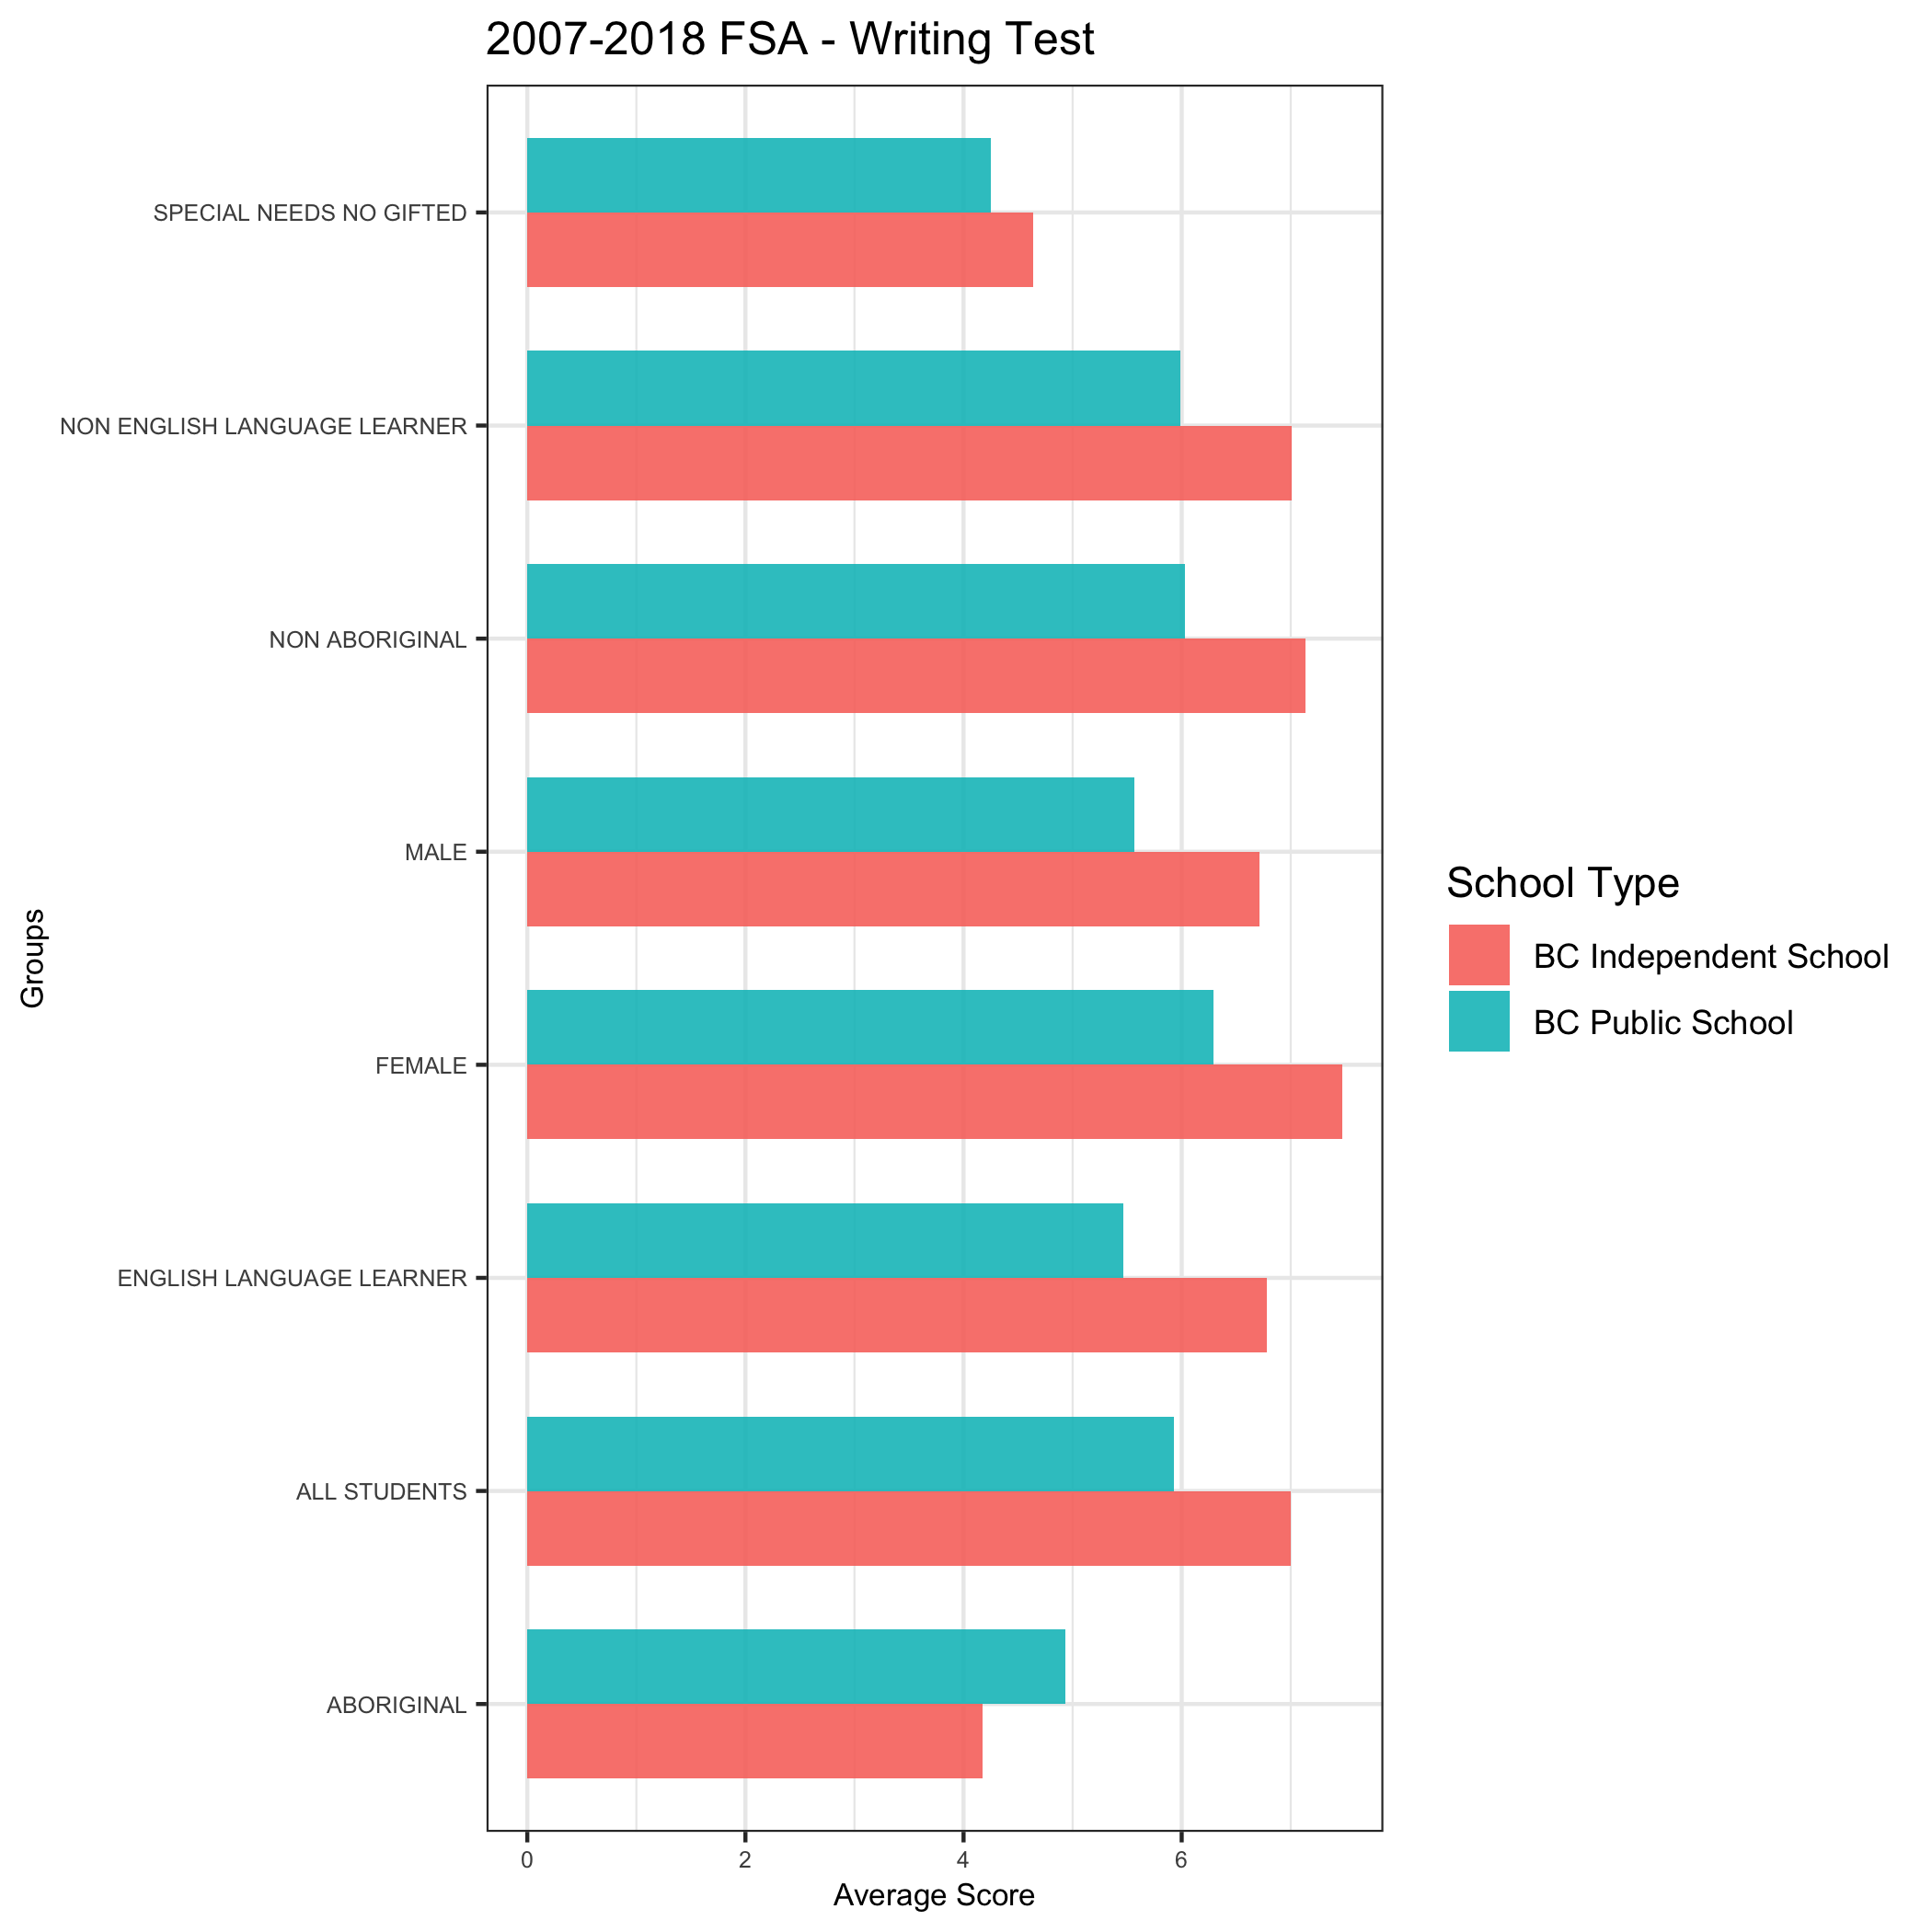 2007-2018 FSA - Writing Test
SPECIAL NEEDS NO GIFTED
NON ENGLISH LANGUAGE LEARNER
NON ABORIGINAL
MALE
FEMALE
ENGLISH LANGUAGE LEARNER
ALL STUDENTS
ABORIGINAL
Groups
0 2 4 6
Average Score
School Type
BC Independent School
BC Public School